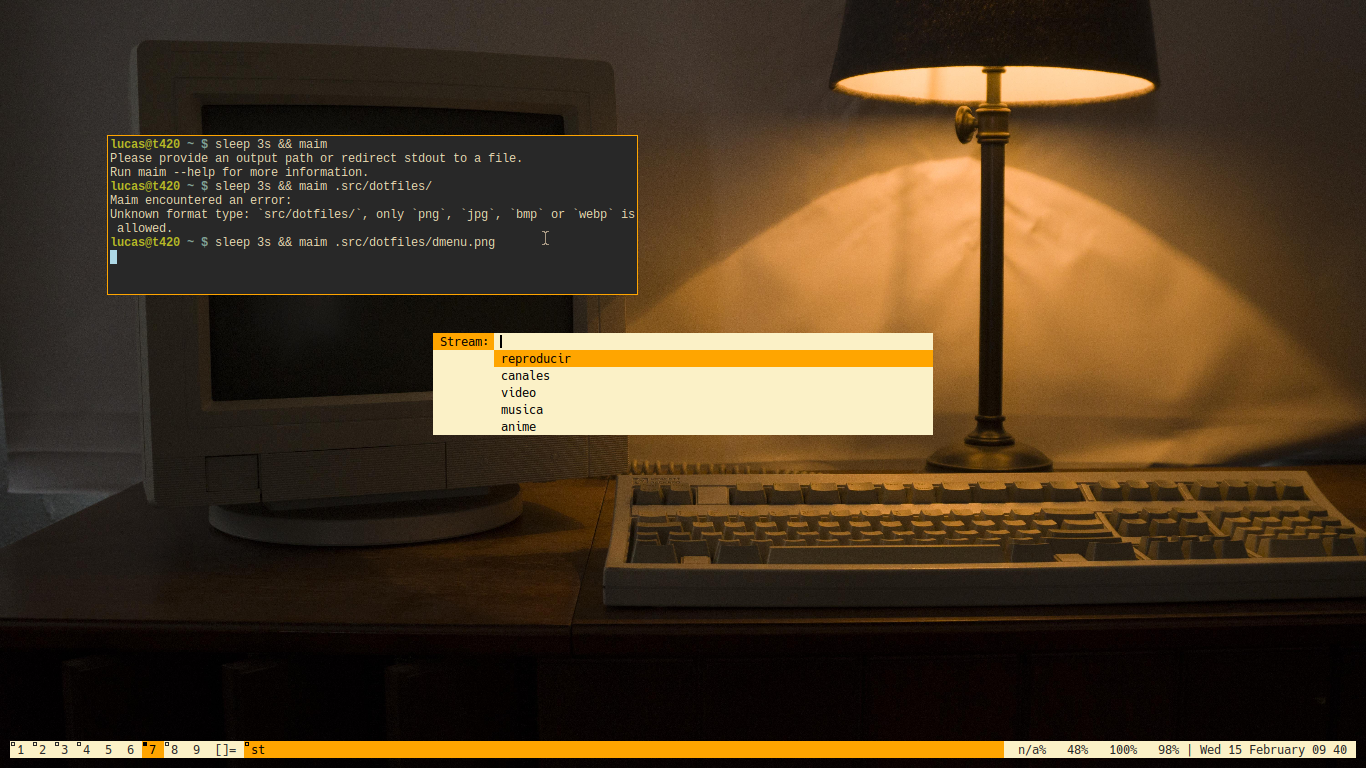 lucas@t420 ~ $ sleep 3s && maim
Please provide an output path or redirect stdout to a file.
Run maim --help for more information.
lucas@t420 ~ $ sleep 3s && maim .src/dotfiles/
Maim encountered an error:
Unknown format type: `src/dotfiles/`, only `png`, `jpg`, `bmp` or `webp` is
 allowed.
lucas@t420 ~ $ sleep 3s && maim .src/dotfiles/dmenu.png
Stream:
reproducir
canales
video
musica
anime
1 2 3 4 5 6 7 8 9 []= st n/a% 48% 100% 98% | Wed 15 February 09 40